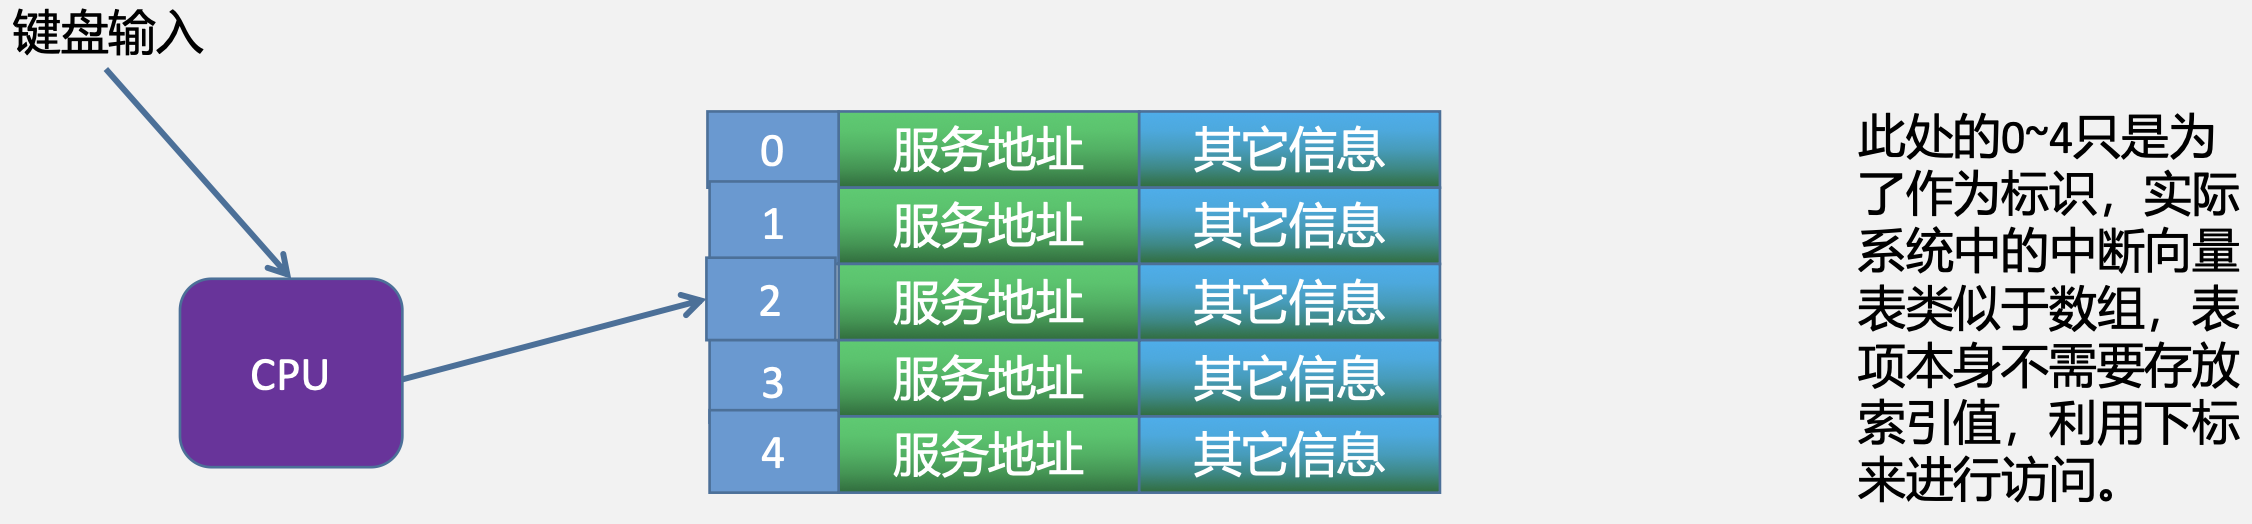 键盘输入
CPU
0 服务地址 其它信息
1 服务地址 其它信息
2 服务地址 其它信息
3 服务地址 其它信息
4 服务地址 其它信息
此处的0~4只是为
了作为标识，实际
系统中的中断向量
表类似于数组，表
项本身不需要存放
索引值，利用下标
来进行访问。